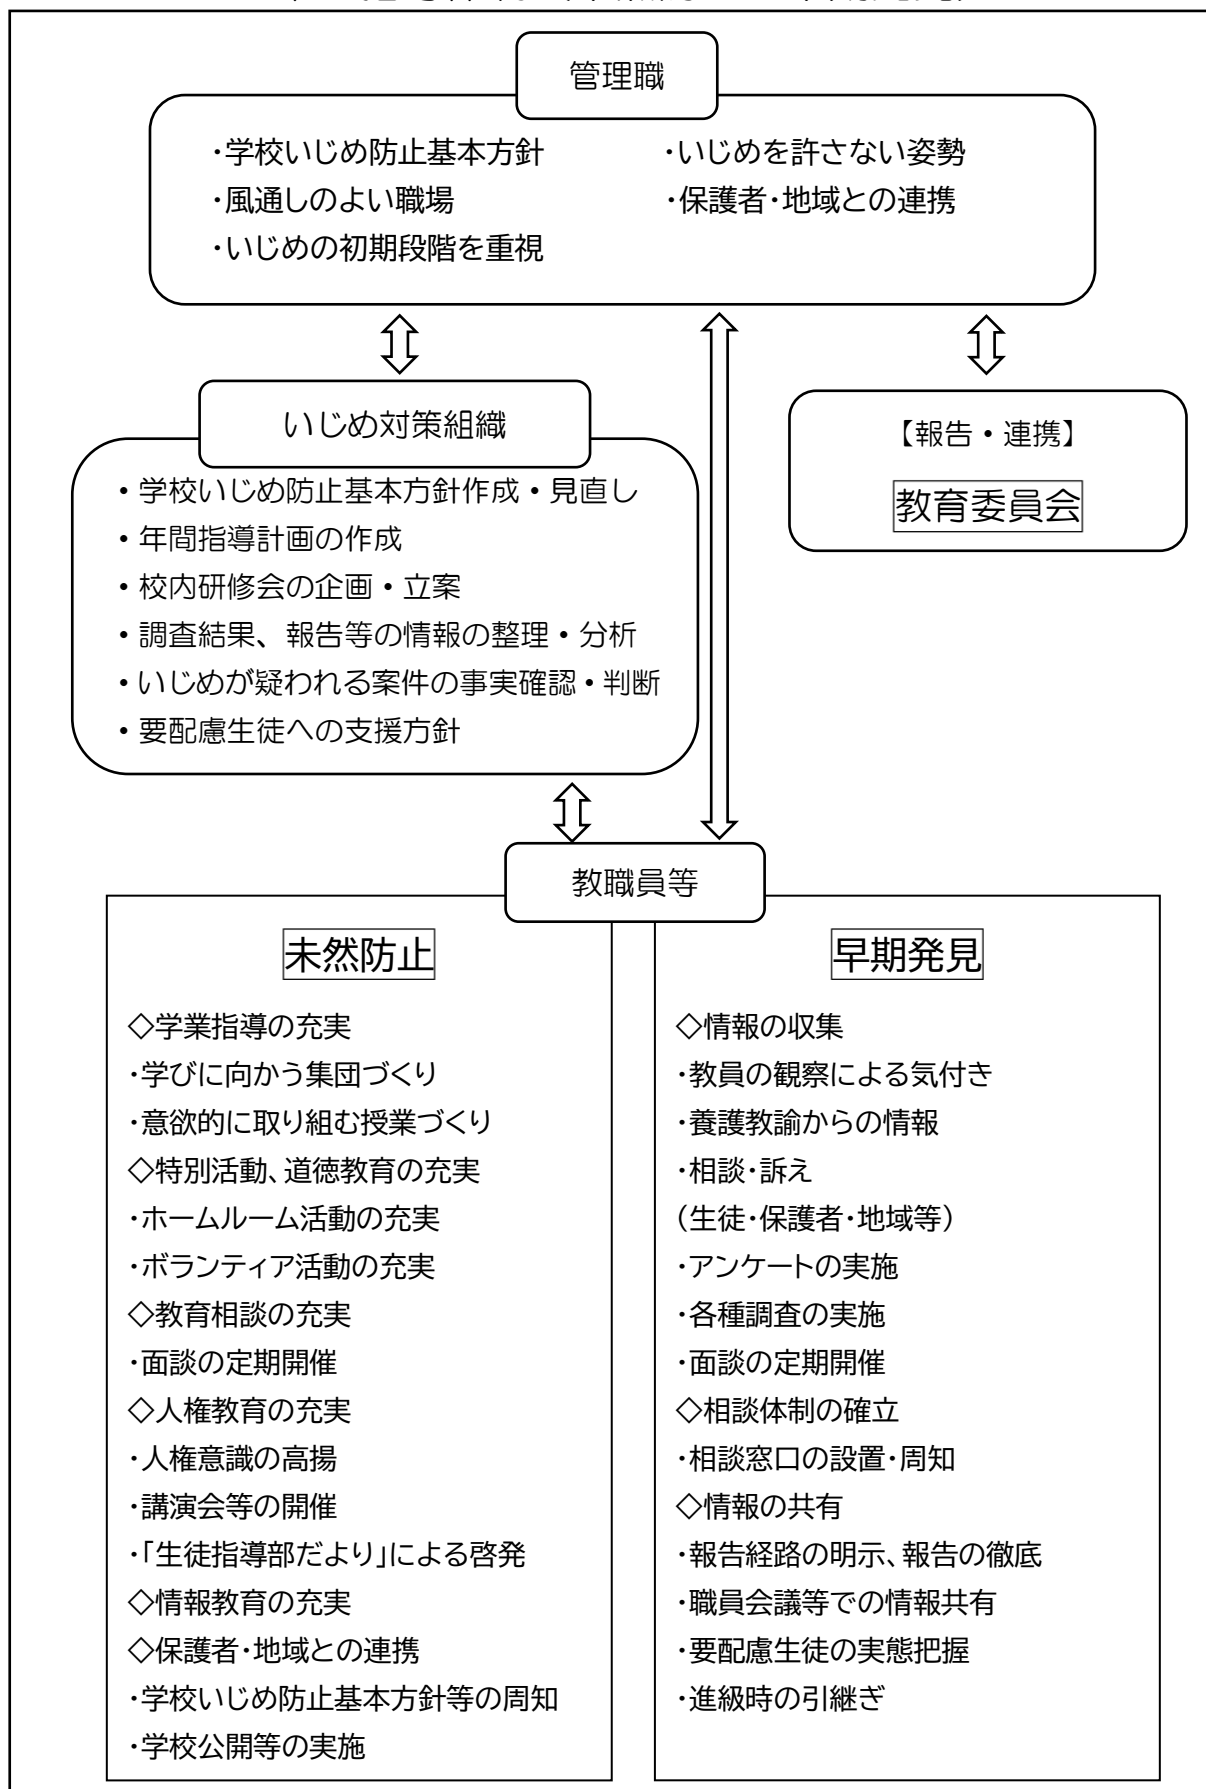 管理職
・学校いじめ防止基本方針
・いじめを許さない姿勢
・風通しのよい職場
・保護者・地域との連携
・いじめの初期段階を重視
いじめ対策組織
・学校いじめ防止基本方針作成・見直し
・年間指導計画の作成
・校内研修会の企画・立案
・調査結果、報告等の情報の整理・分析
・いじめが疑われる案件の事実確認・判断
・要配慮生徒への支援方針
【報告・連携】
教育委員会
教職員等
未然防止
◇学業指導の充実
・学びに向かう集団づくり
・意欲的に取り組む授業づくり
◇特別活動、道徳教育の充実
・ホームルーム活動の充実
・ボランティア活動の充実
◇教育相談の充実
・面談の定期開催
◇人権教育の充実
・人権意識の高揚
・講演会等の開催
・「生徒指導部だより」による啓発
◇情報教育の充実
◇保護者・地域との連携
・学校いじめ防止基本方針等の周知
・学校公開等の実施
早期発見
◇情報の収集
・教員の観察による気付き
・養護教諭からの情報
・相談・訴え
(生徒・保護者・地域等)
・アンケートの実施
・各種調査の実施
・面談の定期開催
◇相談体制の確立
・相談窓口の設置・周知
◇情報の共有
・報告経路の明示、報告の徹底
・職員会議等での情報共有
・要配慮生徒の実態把握
・進級時の引継ぎ